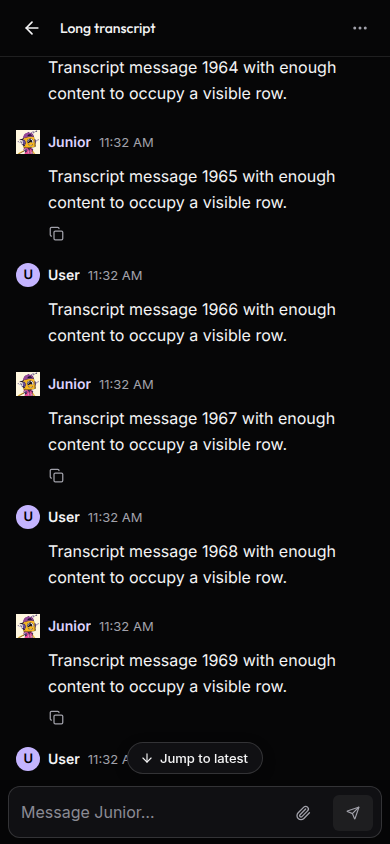 Long transcript
Transcript message 1964 with enough
content to occupy a visible row.
Junior 11:32 AM
Transcript message 1965 with enough
content to occupy a visible row.
U User 11:32 AM
Transcript message 1966 with enough
content to occupy a visible row.
Junior 11:32 AM
Transcript message 1967 with enough
content to occupy a visible row.
U User 11:32 AM
Transcript message 1968 with enough
content to occupy a visible row.
Junior 11:32 AM
Transcript message 1969 with enough
content to occupy a visible row.
U User 11:32 A
Jump to latest
Message Junior...